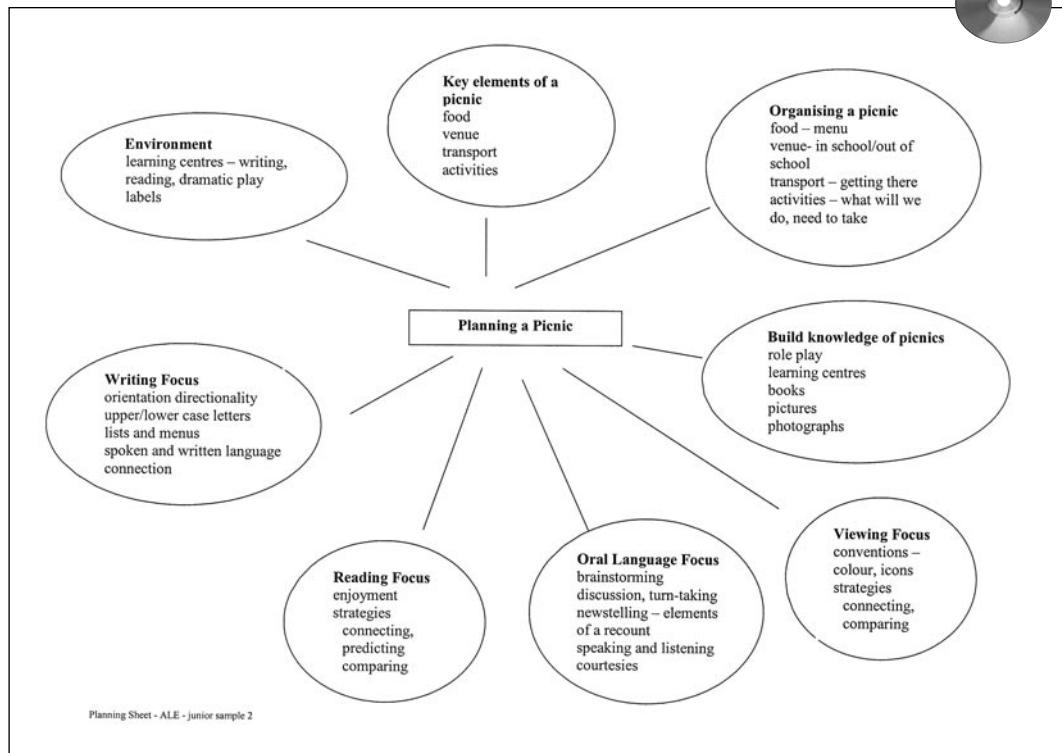 Key elements of a
picnic
food
venue
transport
activities
Organising a picnic
food – menu
venue- in school/out of
school
transport – getting there
activities – what will we
do, need to take
Environment
learning centres – writing,
reading, dramatic play
labels
Planning a Picnic
Build knowledge of picnics
role play
learning centres
books
pictures
photographs
Writing Focus
orientation directionality
upper/lower case letters
lists and menus
spoken and written language
connection
Viewing Focus
conventions –
colour, icons
strategies
connecting,
comparing
Oral Language Focus
brainstorming
discussion, turn-taking
newstelling – elements
of a recount
speaking and listening
courtesies
Reading Focus
enjoyment
strategies
connecting,
predicting
comparing
Planning Sheet - ALE - junior sample 2